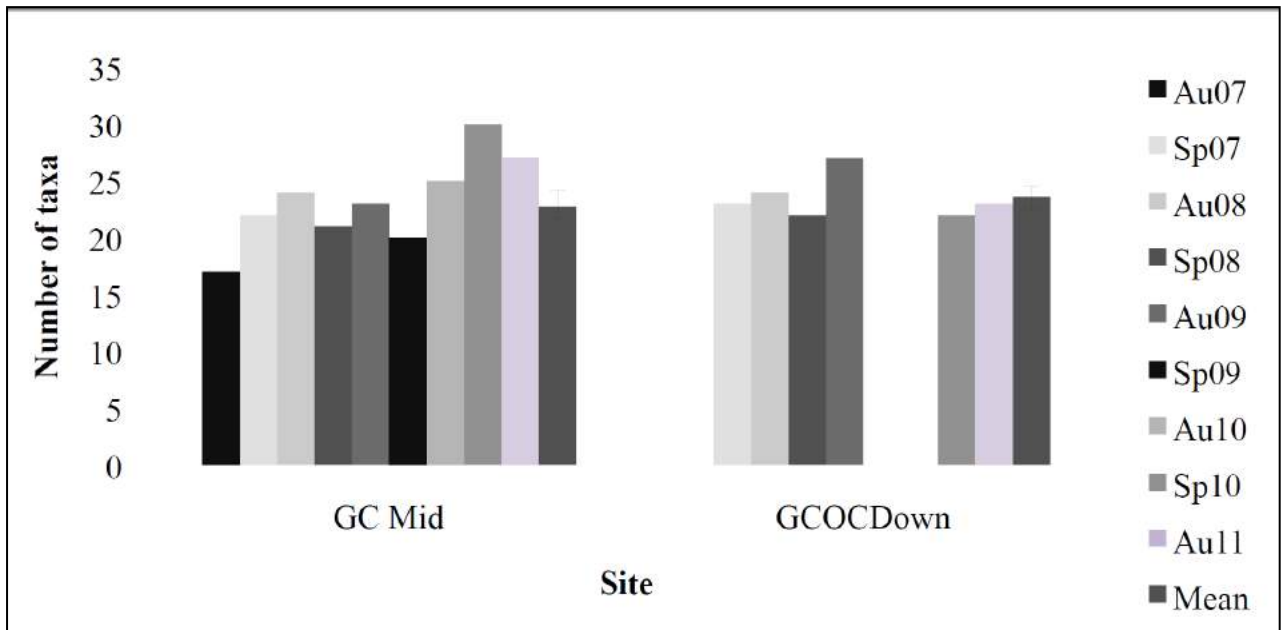 35
30
25
20
15
10
5
0
Number of taxa
GC Mid
GCOCDown
Site
Au07
Sp07
Au08
Sp08
Au09
Sp09
Au10
Sp10
Au11
Mean